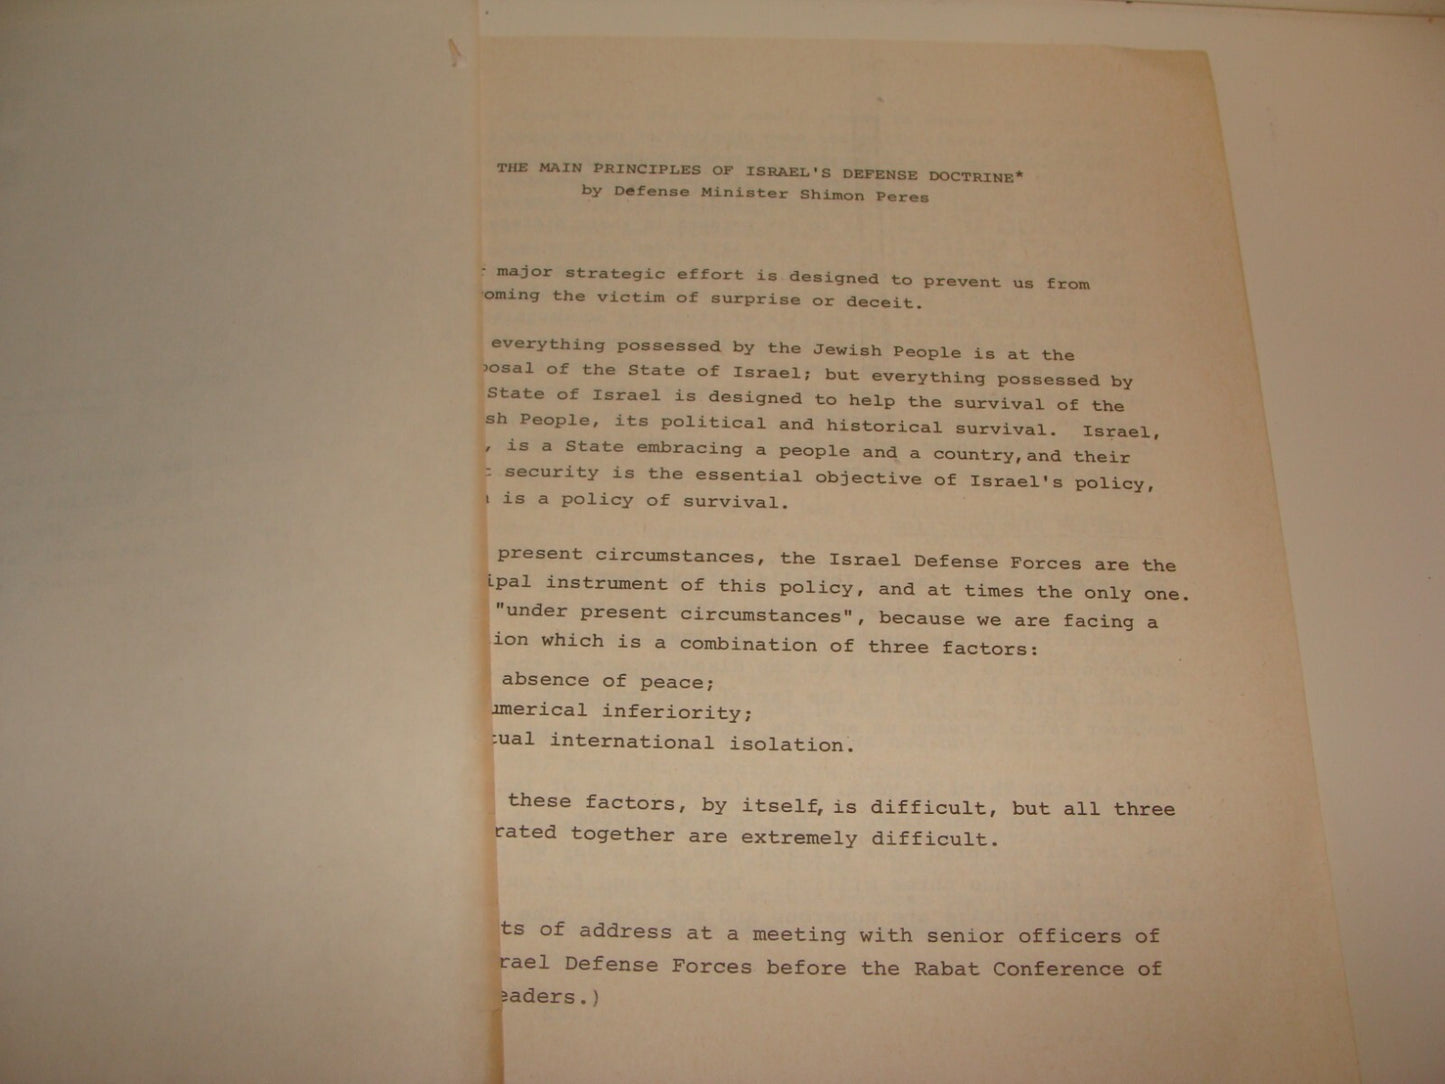 THE MAIN PRINCIPLES OF ISRAEL'S DEFENSE DOCTRINE*
by Defense Minister Shimon Peres
major strategic effort is designed to prevent us from
oming the victim of surprise or deceit.
everything possessed by the Jewish People is at the
posal of the State of Israel; but everything possessed by
State of Israel is designed to help the survival of the
sh People, its political and historical survival. Israel,
, is a State embracing a people and a country, and their
security is the essential objective of Israel's policy,
is a policy of survival.
present circumstances, the Israel Defense Forces are the
ipal instrument of this policy, and at times the only one.
"under present circumstances", because we are facing a
ion which is a combination of three factors:
absence of peace;
umerical inferiority;
tual international isolation.
these factors, by itself, is difficult, but all three
rated together are extremely difficult.
ts of address at a meeting with senior officers of
rael Defense Forces before the Rabat Conference of
eaders.)